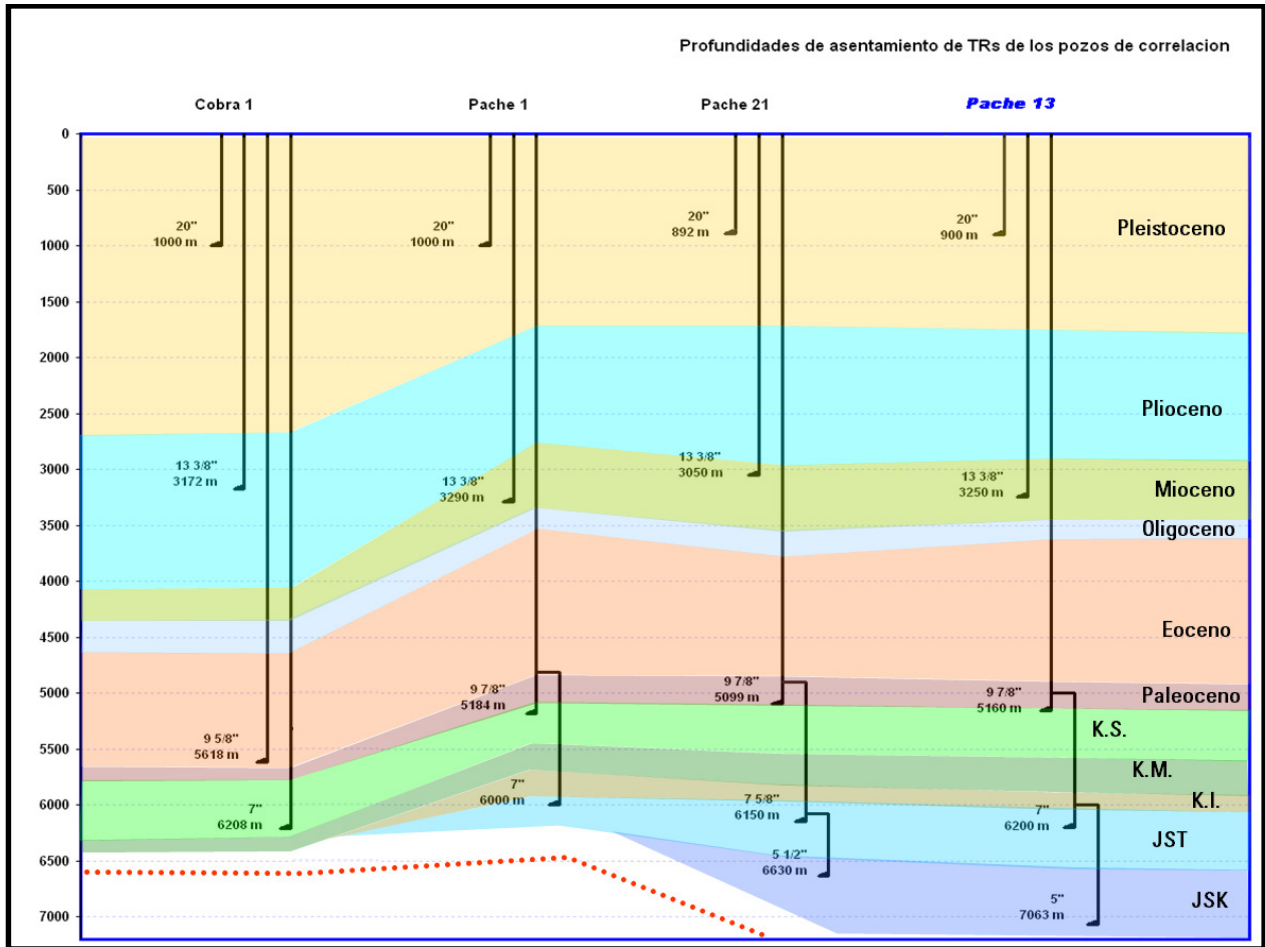 Profundidades de asentamiento de TRs de los pozos de correlacion
Cobra 1
Pache 1
Pache 21
Pache 13
0
500
1000
1500
2000
2500
3000
3500
4000
4500
5000
5500
6000
6500
7000
20"
1000 m
13 3/8"
3172 m
9 5/8"
5618 m
7"
6208 m
20"
1000 m
13 3/8"
3290 m
9 7/8"
5184 m
7"
6000 m
20"
892 m
13 3/8"
3050 m
9 7/8"
5099 m
7 5/8"
6150 m
5 1/2"
6630 m
20"
900 m
13 3/8"
3250 m
9 7/8"
5160 m
7"
6200 m
5"
7063 m
Pleistoceno
Plioceno
Mioceno
Oligoceno
Eoceno
Paleoceno
K.S.
K.M.
K.I.
JST
JSK